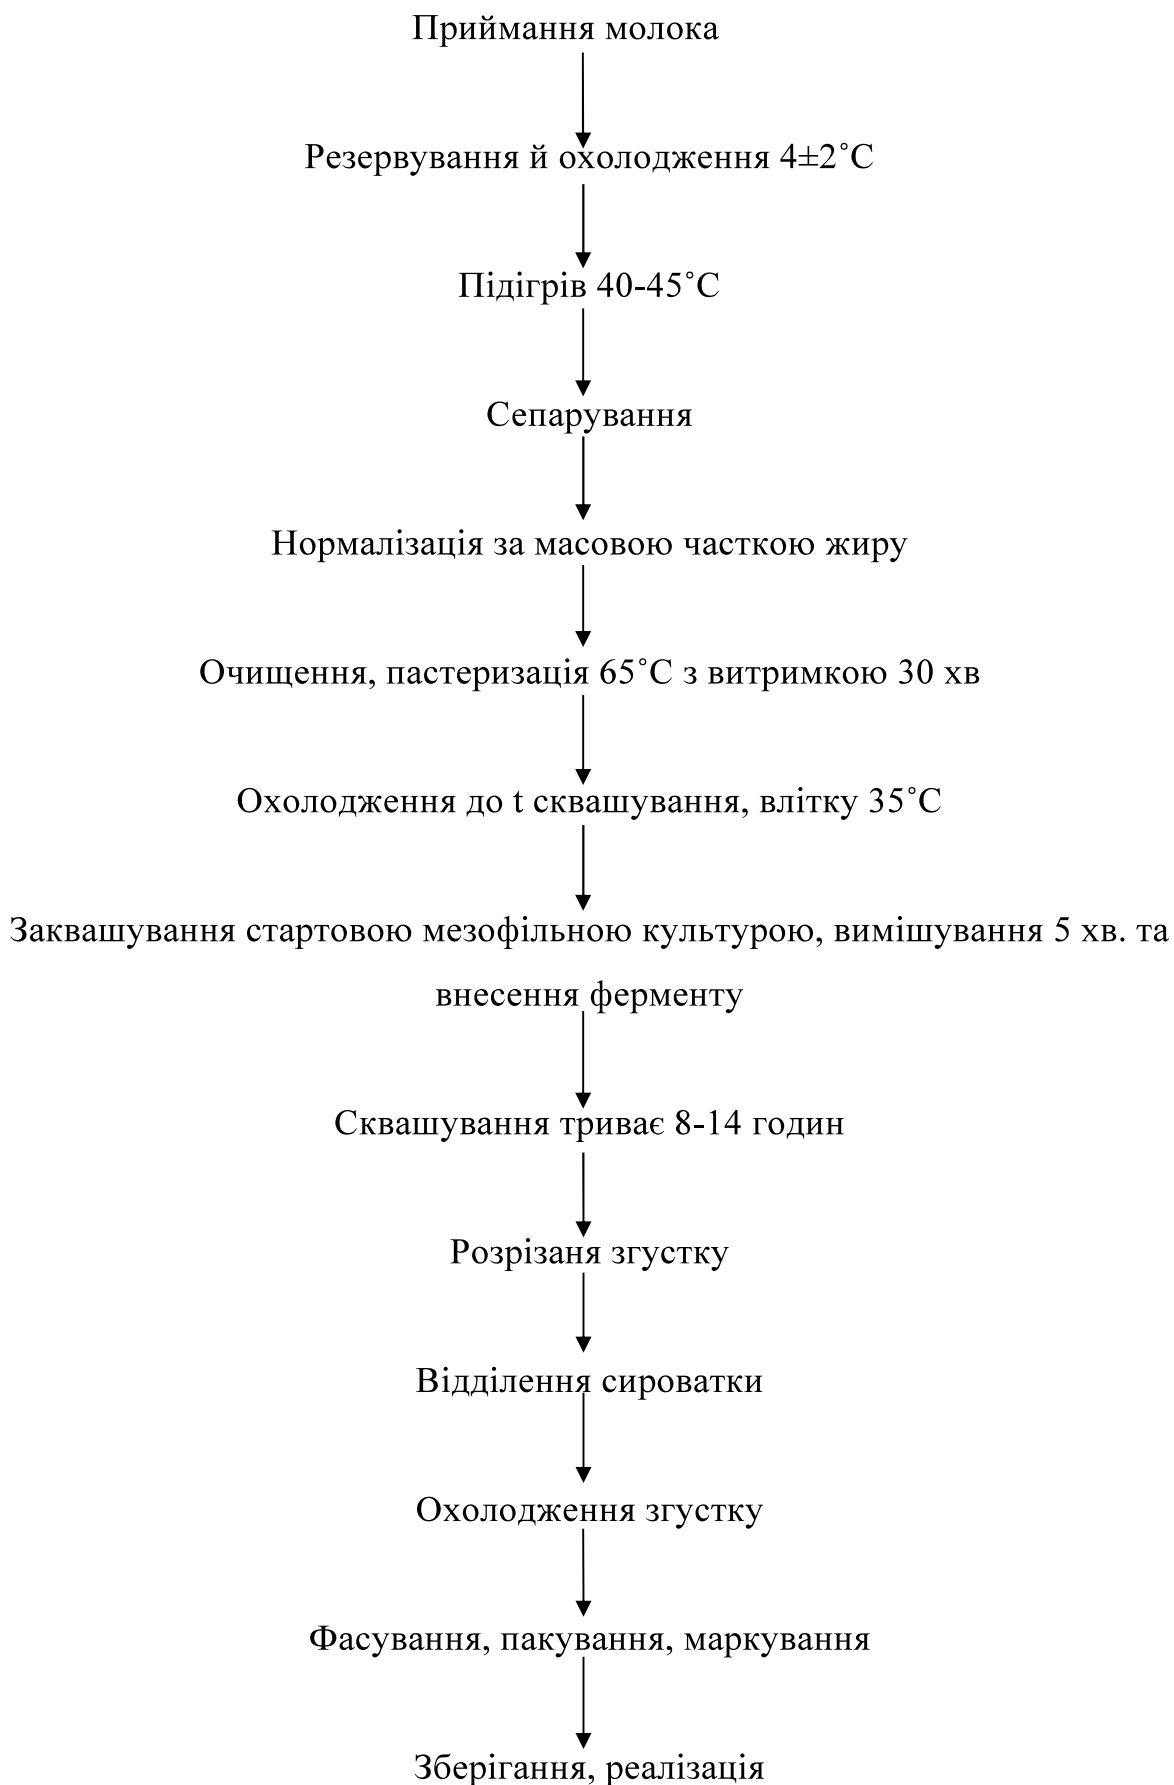 Приймання молока
Резервування й охолодження 4±2˚С
Підігрів 40-45˚С
Сепарування
Нормалізація за масовою часткою жиру
Очищення, пастеризація 65˚С з витримкою 30 хв
Охолодження до t сквашування, влітку 35˚С
Заквашування стартовою мезофільною культурою, вимішування 5 хв. та
внесення ферменту
Сквашування триває 8-14 годин
Розрізаня згустку
Відділення сироватки
Охолодження згустку
Фасування, пакування, маркування
Зберігання, реалізація